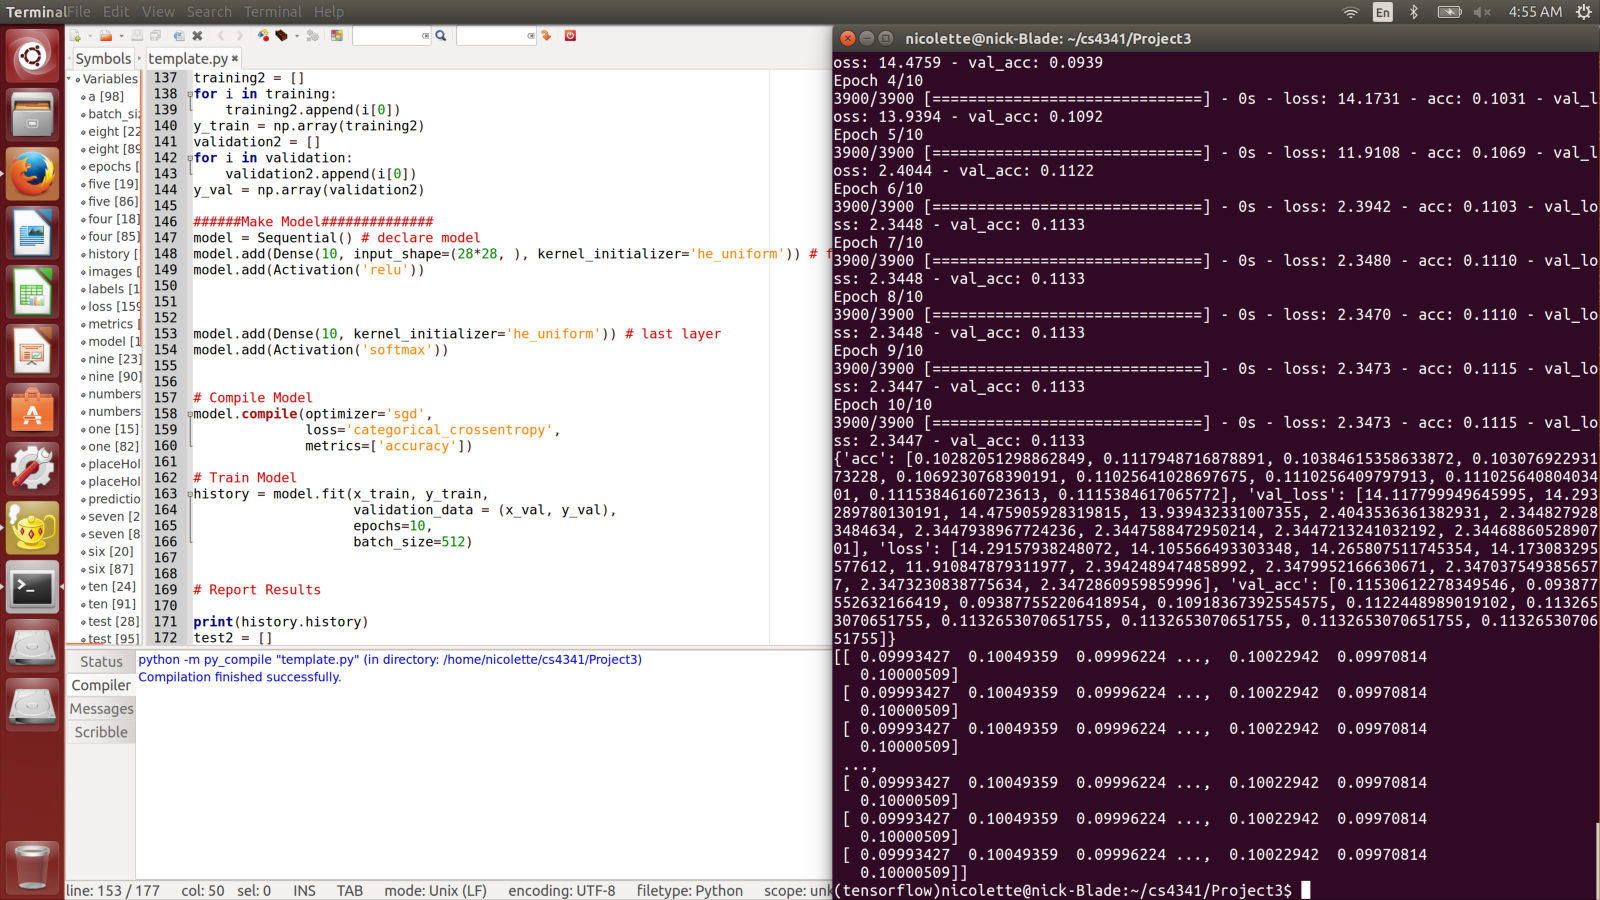 Terminal File Edit View Search Terminal Help
En 4:55 AM
Symbols
template.py
Variables
a [98]
batch_siz
eight [22
eight [89
epochs [
five [19]
five [86]
four [18]
four [85]
history [
images [
labels [1
loss [159
metrics [
model [1
nine [23]
nine [90]
numbers
numbers
one [15]
one [82]
placeHol
placeHol
predictio
seven [2
seven [8
six [20]
six [87]
ten [24]
ten [91]
test [28]
test [95]
137 training2 = []
138 for i in training:
139     training2.append(i[0])
140 y_train = np.array(training2)
141 validation2 = []
142 for i in validation:
143     validation2.append(i[0])
144 y_val = np.array(validation2)
145
146 ######Make Model##############
147 model = Sequential() # declare model
148 model.add(Dense(10, input_shape=(28*28, ), kernel_initializer='he_uniform')) # f
149 model.add(Activation('relu'))
150
151
152
153 model.add(Dense(10, kernel_initializer='he_uniform')) # last layer
154 model.add(Activation('softmax'))
155
156
157 # Compile Model
158 model.compile(optimizer='sgd',
159               loss='categorical_crossentropy',
160               metrics=['accuracy'])
161
162 # Train Model
163 history = model.fit(x_train, y_train,
164                     validation_data = (x_val, y_val),
165                     epochs=10,
166                     batch_size=512)
167
168
169 # Report Results
170
171 print(history.history)
172 test2 = []
Status
Compiler
Messages
Scribble
python -m py_compile "template.py" (in directory: /home/nicolette/cs4341/Project3)
Compilation finished successfully.
line: 153 / 177 col: 50 sel: 0 INS TAB mode: Unix (LF) encoding: UTF-8 filetype: Python scope: unk
nicolette@nick-Blade: ~/cs4341/Project3
oss: 14.4759 - val_acc: 0.0939
Epoch 4/10
3900/3900 [==============================] - 0s - loss: 14.1731 - acc: 0.1031 - val_l
oss: 13.9394 - val_acc: 0.1092
Epoch 5/10
3900/3900 [==============================] - 0s - loss: 11.9108 - acc: 0.1069 - val_l
oss: 2.4044 - val_acc: 0.1122
Epoch 6/10
3900/3900 [==============================] - 0s - loss: 2.3942 - acc: 0.1103 - val_lo
ss: 2.3448 - val_acc: 0.1133
Epoch 7/10
3900/3900 [==============================] - 0s - loss: 2.3480 - acc: 0.1110 - val_lo
ss: 2.3448 - val_acc: 0.1133
Epoch 8/10
3900/3900 [==============================] - 0s - loss: 2.3470 - acc: 0.1110 - val_lo
ss: 2.3448 - val_acc: 0.1133
Epoch 9/10
3900/3900 [==============================] - 0s - loss: 2.3473 - acc: 0.1115 - val_lo
ss: 2.3447 - val_acc: 0.1133
Epoch 10/10
3900/3900 [==============================] - 0s - loss: 2.3473 - acc: 0.1115 - val_lo
ss: 2.3447 - val_acc: 0.1133
{'acc': [0.10282051298862849, 0.1117948716878891, 0.10384615358633872, 0.103076922931
73228, 0.1069230768390191, 0.11025641028697675, 0.1110256409797913, 0.111025640804034
01, 0.11153846160723613, 0.1115384617065772], 'val_loss': [14.117799949645995, 14.293
289780130191, 14.475905928319815, 13.939432331007355, 2.4043536361382931, 2.344827928
3484634, 2.3447938967724236, 2.3447588472950214, 2.3447213241032192, 2.34468860528907
01], 'loss': [14.29157938248072, 14.105566493303348, 14.265807511745354, 14.173083295
577612, 11.910847879311977, 2.3942489474858992, 2.3479952166630671, 2.347037549385657
7, 2.3473230838775634, 2.3472860959859996], 'val_acc': [0.11530612278349546, 0.093877
552632166419, 0.093877552206418954, 0.10918367392554575, 0.1122448989019102, 0.113265
3070651755, 0.1132653070651755, 0.1132653070651755, 0.1132653070651755, 0.11326530706
51755]}
[[ 0.09993427  0.10049359  0.09996224 ...,  0.10022942  0.09970814
   0.10000509]
 [ 0.09993427  0.10049359  0.09996224 ...,  0.10022942  0.09970814
   0.10000509]
 [ 0.09993427  0.10049359  0.09996224 ...,  0.10022942  0.09970814
   0.10000509]
 ...,
 [ 0.09993427  0.10049359  0.09996224 ...,  0.10022942  0.09970814
   0.10000509]
 [ 0.09993427  0.10049359  0.09996224 ...,  0.10022942  0.09970814
   0.10000509]
 [ 0.09993427  0.10049359  0.09996224 ...,  0.10022942  0.09970814
   0.10000509]]
(tensorflow)nicolette@nick-Blade:~/cs4341/Project3$